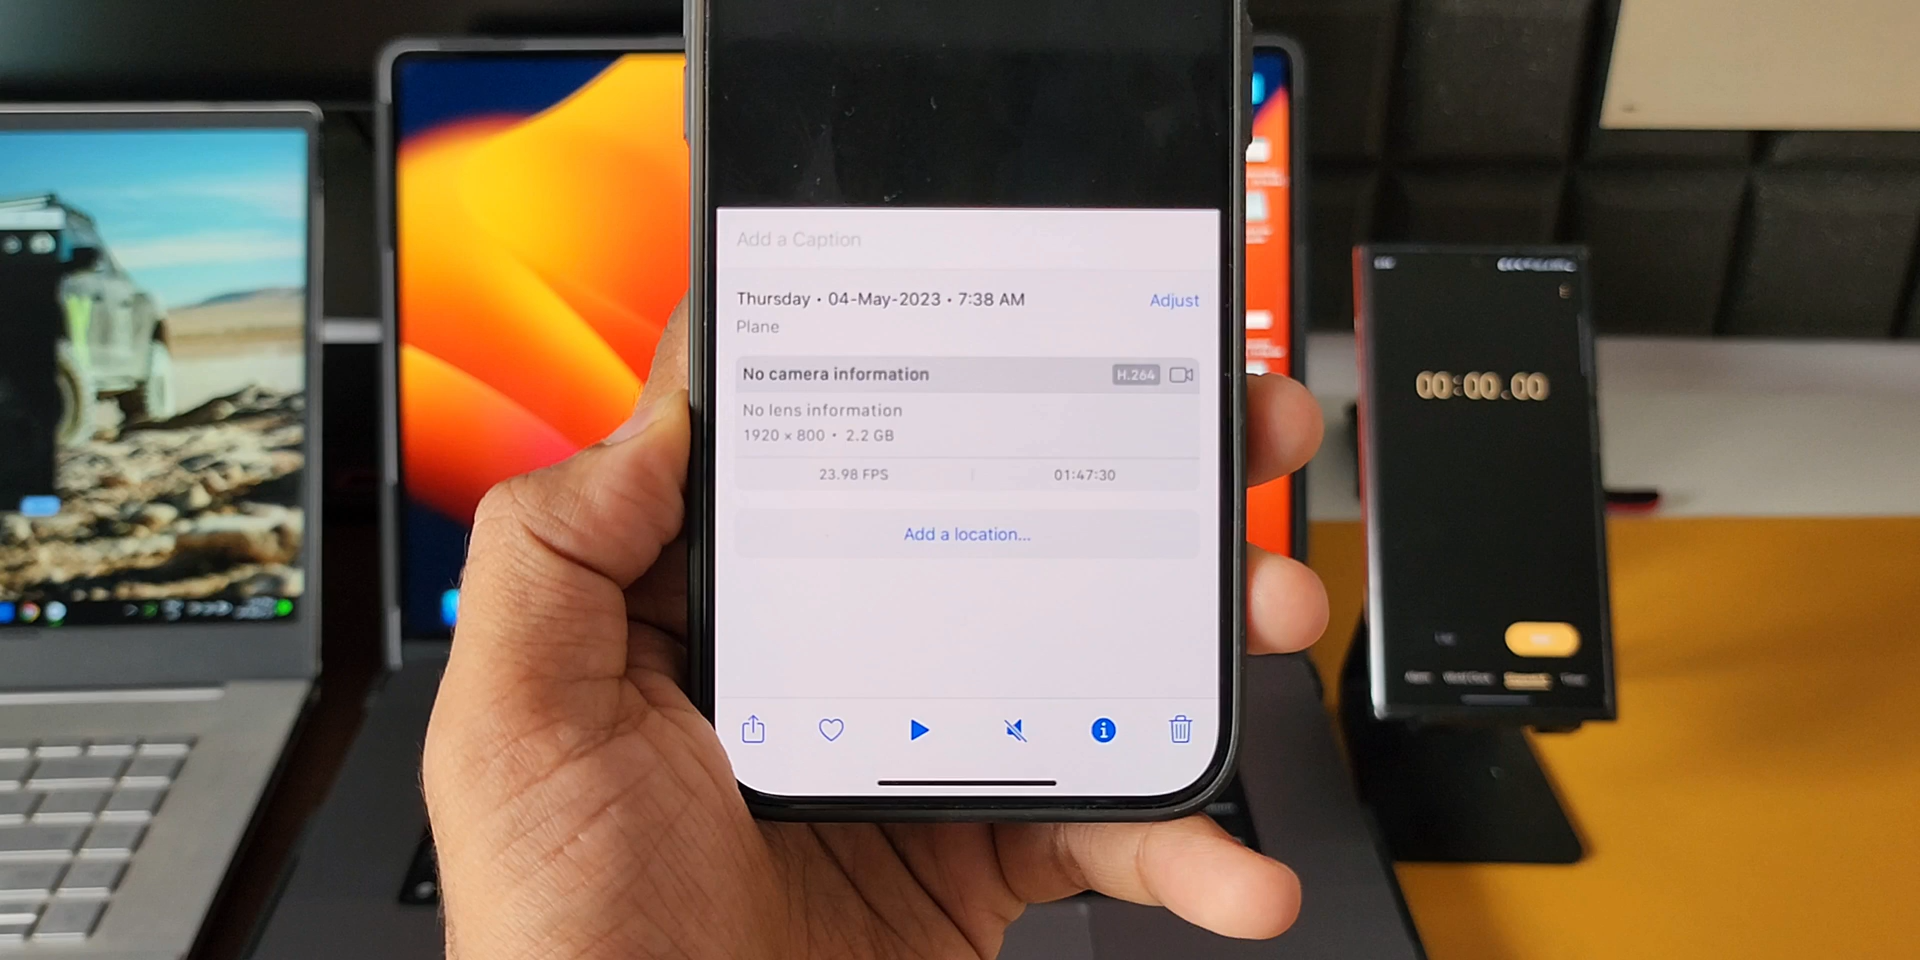 Add a Caption
Thursday • 04-May-2023 • 7:38 AM
Adjust
Plane
No camera information
H.264
No lens information
1920 × 800 • 2.2 GB
23.98 FPS
01:47:30
Add a location...
00:00.00